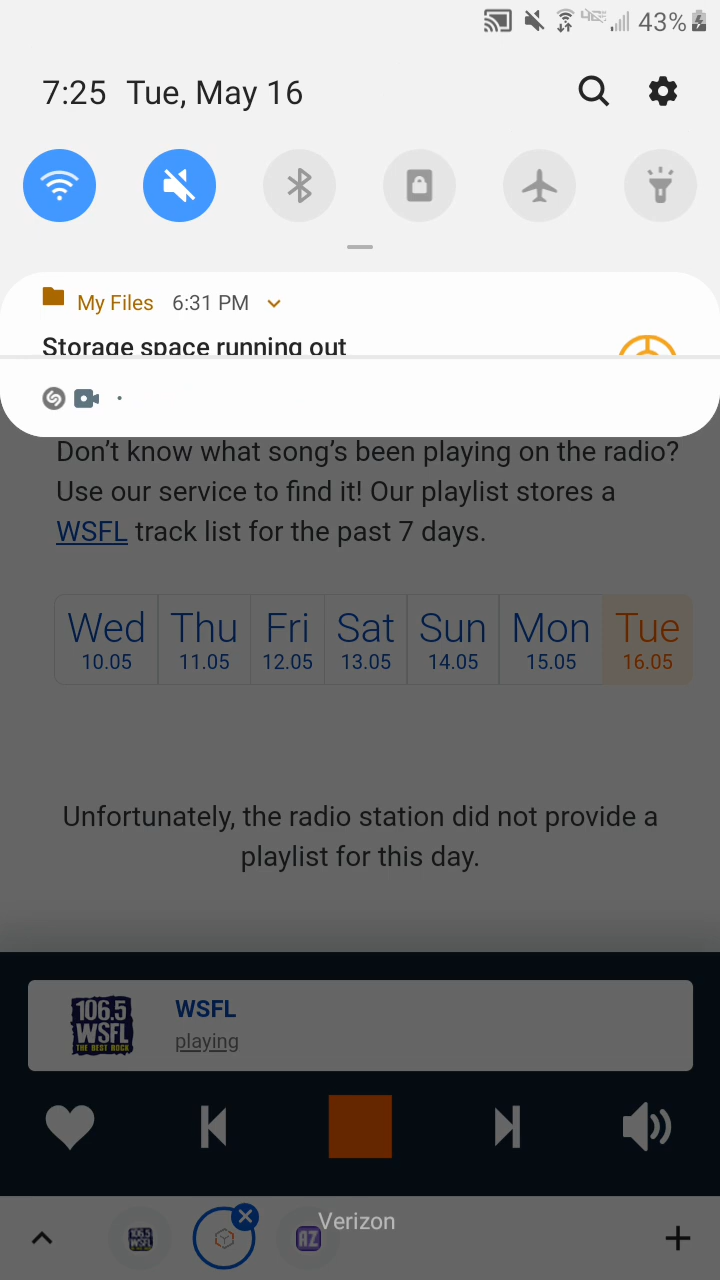 43%
7:25 Tue, May 16
My Files 6:31 PM
Storage space running out
Don't know what song's been playing on the radio?
Use our service to find it! Our playlist stores a
WSFL track list for the past 7 days.
Wed Thu Fri Sat Sun Mon Tue
10.05 11.05 12.05 13.05 14.05 15.05 16.05
Unfortunately, the radio station did not provide a
playlist for this day.
106.5
WSFL
THE BEST ROCK
WSFL
playing
Verizon
106.5
WSFL
AZ